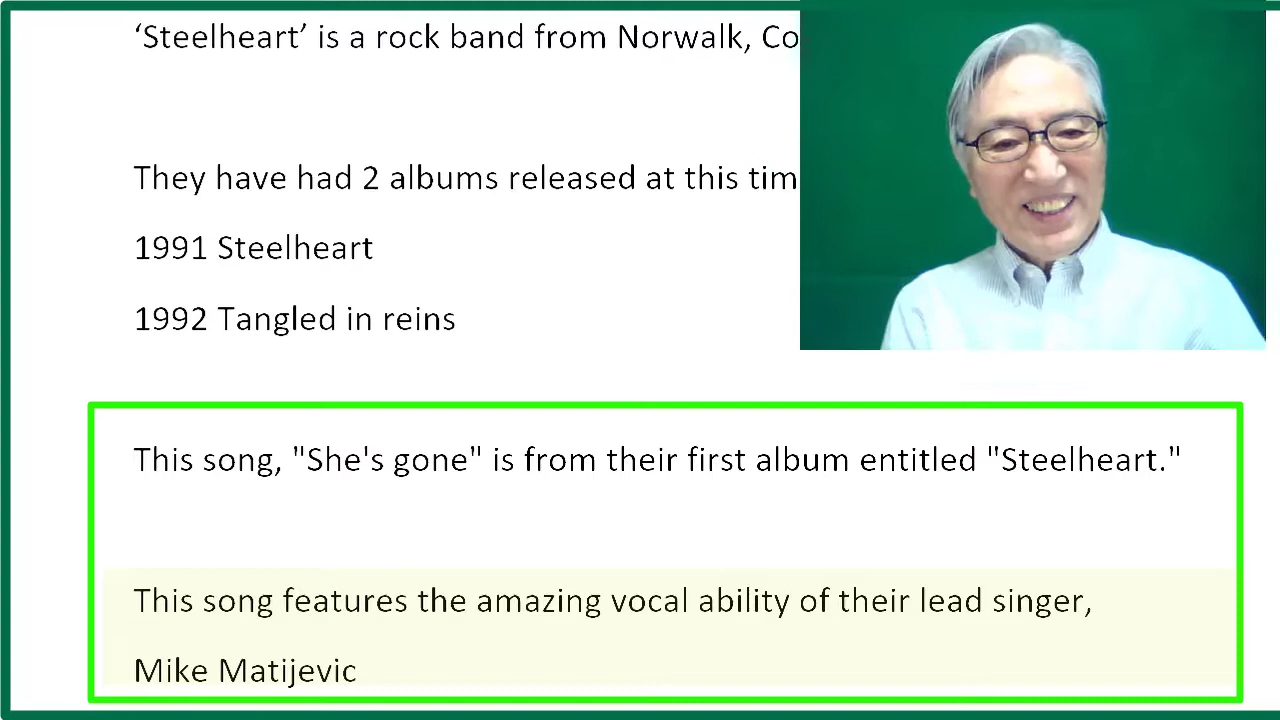 ‘Steelheart’ is a rock band from Norwalk, Co
They have had 2 albums released at this tim
1991 Steelheart
1992 Tangled in reins
This song, "She's gone" is from their first album entitled "Steelheart."
This song features the amazing vocal ability of their lead singer,
Mike Matijevic